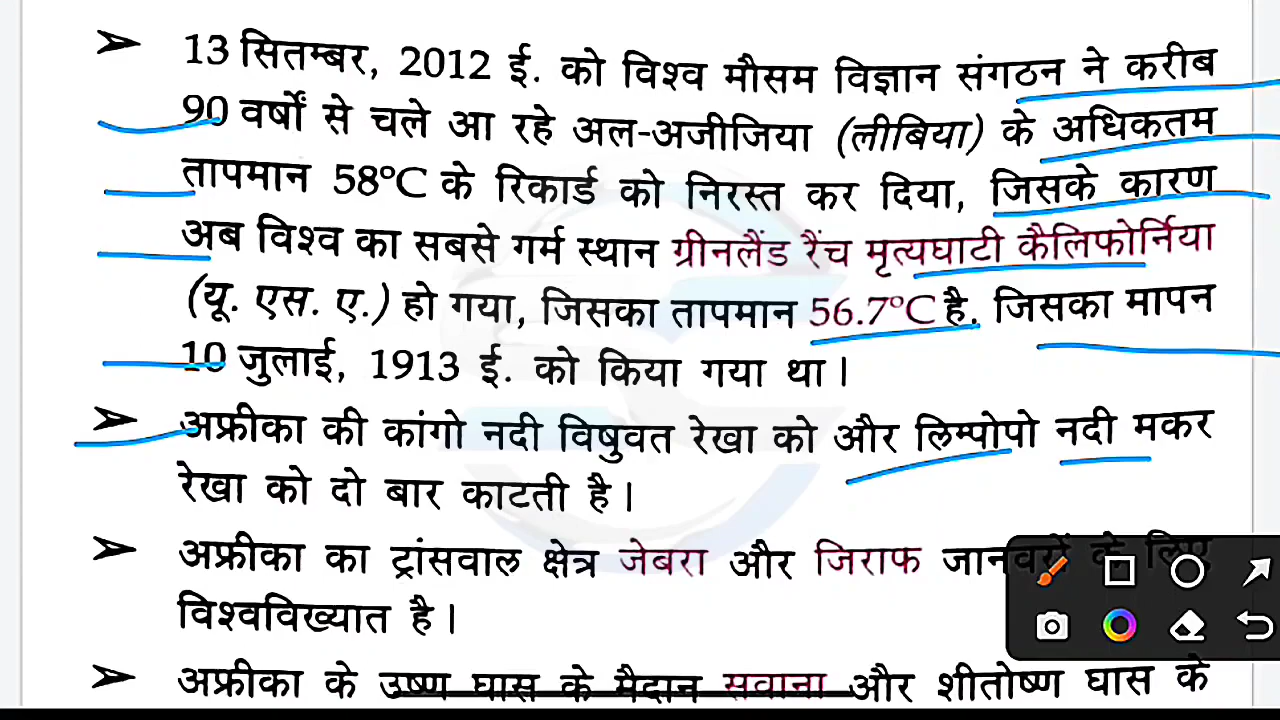 ➢ 13 सितम्बर, 2012 ई. को विश्व मौसम विज्ञान संगठन ने करीब
90 वर्षों से चले आ रहे अल-अजीजिया (लीबिया) के अधिकतम
तापमान 58°C के रिकार्ड को निरस्त कर दिया, जिसके कारण
अब विश्व का सबसे गर्म स्थान ग्रीनलैंड रैंच मृत्यघाटी कैलिफोर्निया
(यू. एस. ए.) हो गया, जिसका तापमान 56.7°C है, जिसका मापन
10 जुलाई, 1913 ई. को किया गया था।
➢ अफ्रीका की कांगो नदी विषुवत रेखा को और लिम्पोपो नदी मकर
रेखा को दो बार काटती है।
➢ अफ्रीका का ट्रांसवाल क्षेत्र जेबरा और जिराफ जानवरों के लिए
विश्वविख्यात है।
➢ अफ्रीका के उष्ण घास के मैदान सवाना और शीतोष्ण घास के